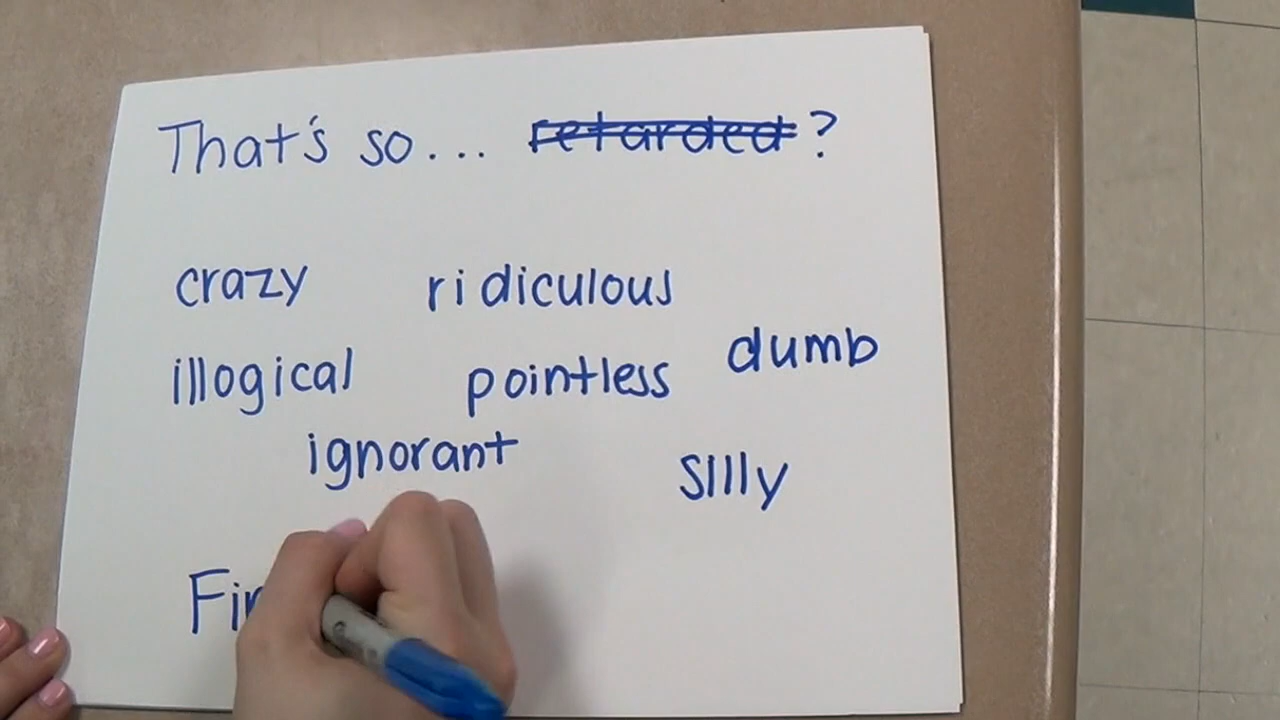 That's so... retarded?
crazy ridiculous
illogical pointless dumb
ignorant silly